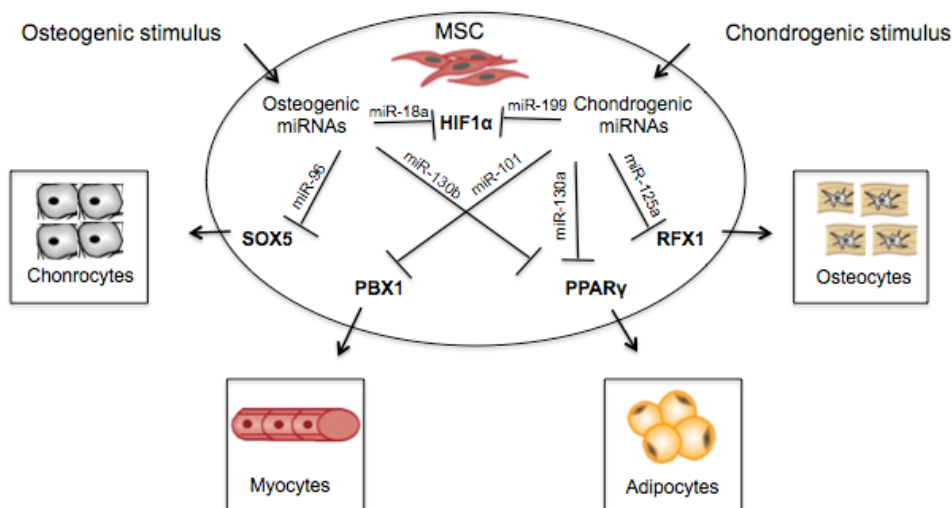 Osteogenic stimulus
MSC
Chondrogenic stimulus
Osteogenic
miRNAs
miR-18a
HIF1α
miR-199
Chondrogenic
miRNAs
miR-96
miR-130b
miR-101
miR-130a
miR-125a
SOX5
RFX1
PBX1
PPARγ
Chonrocytes
Osteocytes
Myocytes
Adipocytes